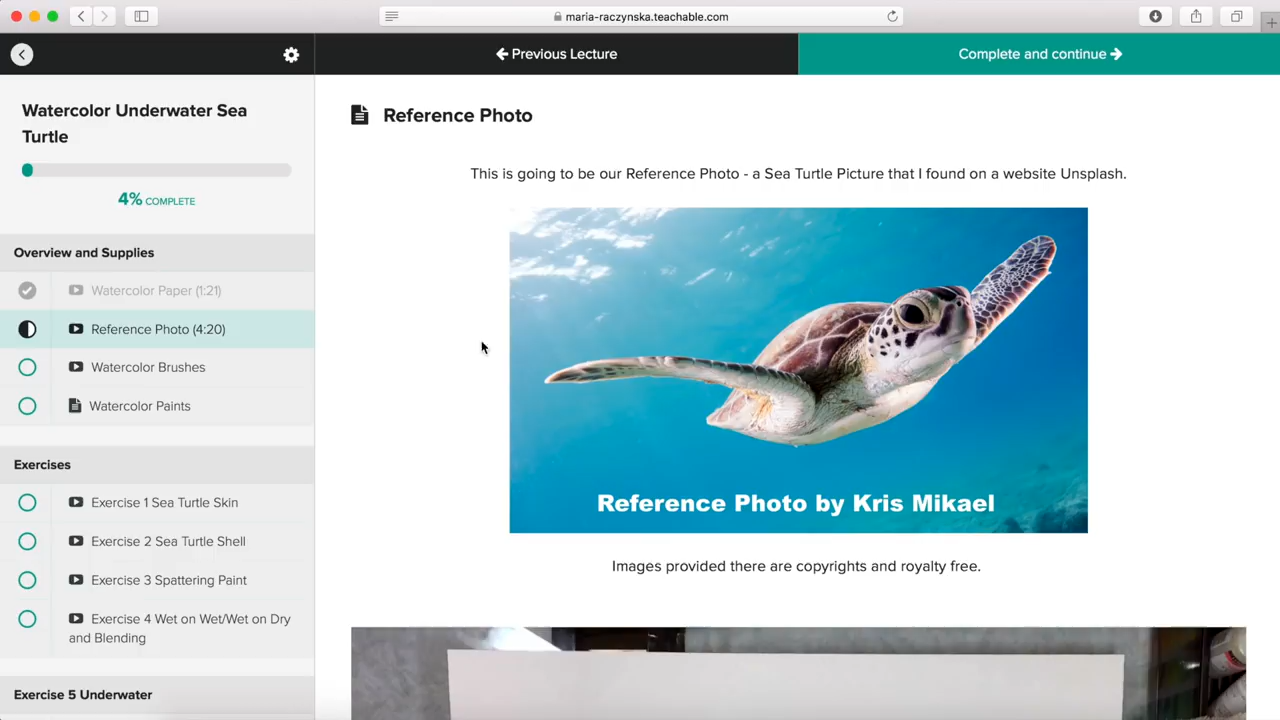 maria-raczynska.teachable.com
Previous Lecture
Complete and continue
Watercolor Underwater Sea
Turtle
4% COMPLETE
Overview and Supplies
Watercolor Paper (1:21)
Reference Photo (4:20)
Watercolor Brushes
Watercolor Paints
Exercises
Exercise 1 Sea Turtle Skin
Exercise 2 Sea Turtle Shell
Exercise 3 Spattering Paint
Exercise 4 Wet on Wet/Wet on Dry
and Blending
Exercise 5 Underwater
Reference Photo
This is going to be our Reference Photo - a Sea Turtle Picture that I found on a website Unsplash.
Reference Photo by Kris Mikael
Images provided there are copyrights and royalty free.